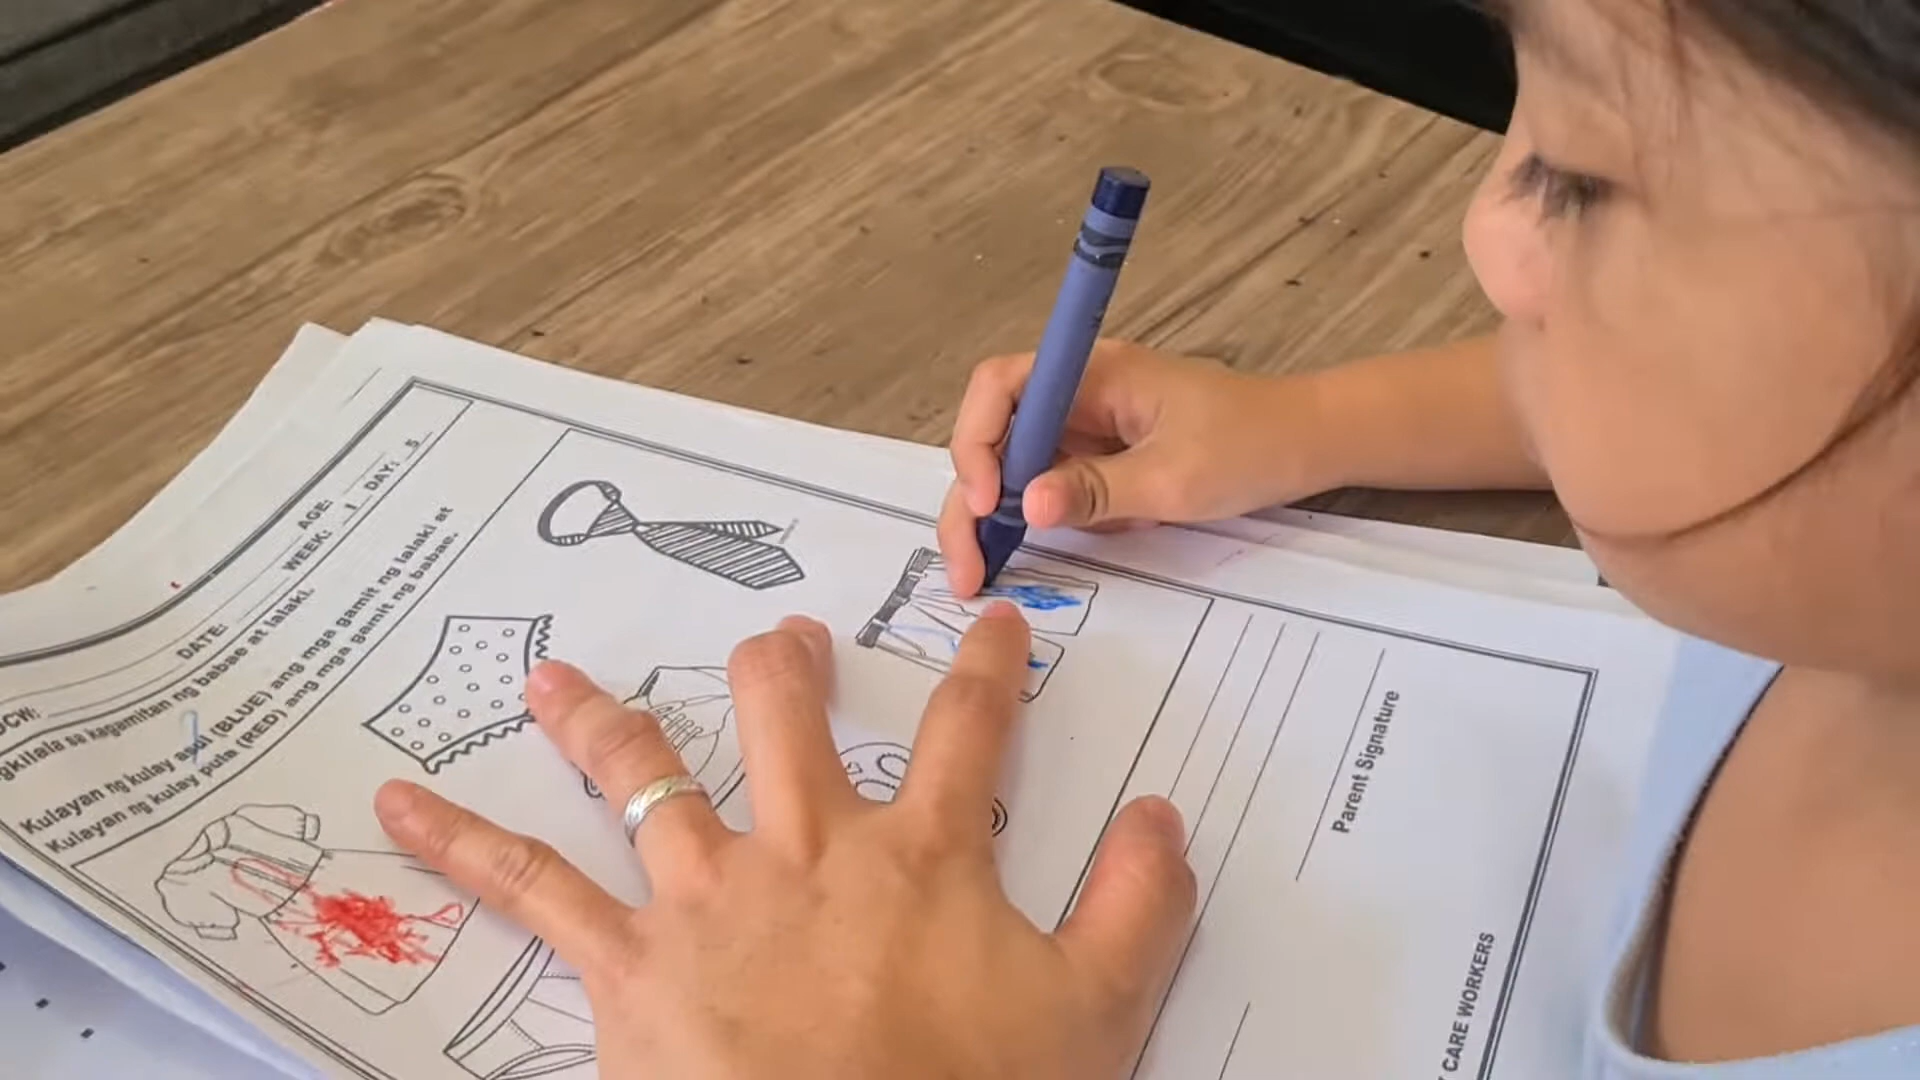 AGE:
DCW: DATE: WEEK: 1 DAY: 5
gkilala sa kagamitan ng babae at lalaki.
Kulayan ng kulay asul (BLUE) ang mga gamit ng lalaki at
Kulayan ng kulay pula (RED) ang mga gamit ng babae.
Parent Signature
CARE WORKERS